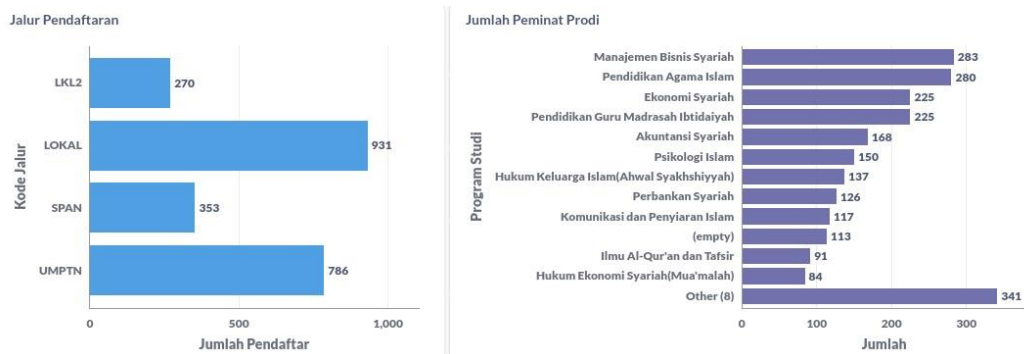 Jalur Pendaftaran
Kode Jalur
LKL2
270
LOKAL
931
SPAN
353
UMPTN
786
0
500
1,000
Jumlah Pendaftar
Jumlah Peminat Prodi
Program Studi
Manajemen Bisnis Syariah
283
Pendidikan Agama Islam
280
Ekonomi Syariah
225
Pendidikan Guru Madrasah Ibtidaiyah
225
Akuntansi Syariah
168
Psikologi Islam
150
Hukum Keluarga Islam(Ahwal Syakhshiyyah)
137
Perbankan Syariah
126
Komunikasi dan Penyiaran Islam
117
(empty)
113
Ilmu Al-Qur'an dan Tafsir
91
Hukum Ekonomi Syariah(Mua'malah)
84
Other (8)
341
0
100
200
300
Jumlah